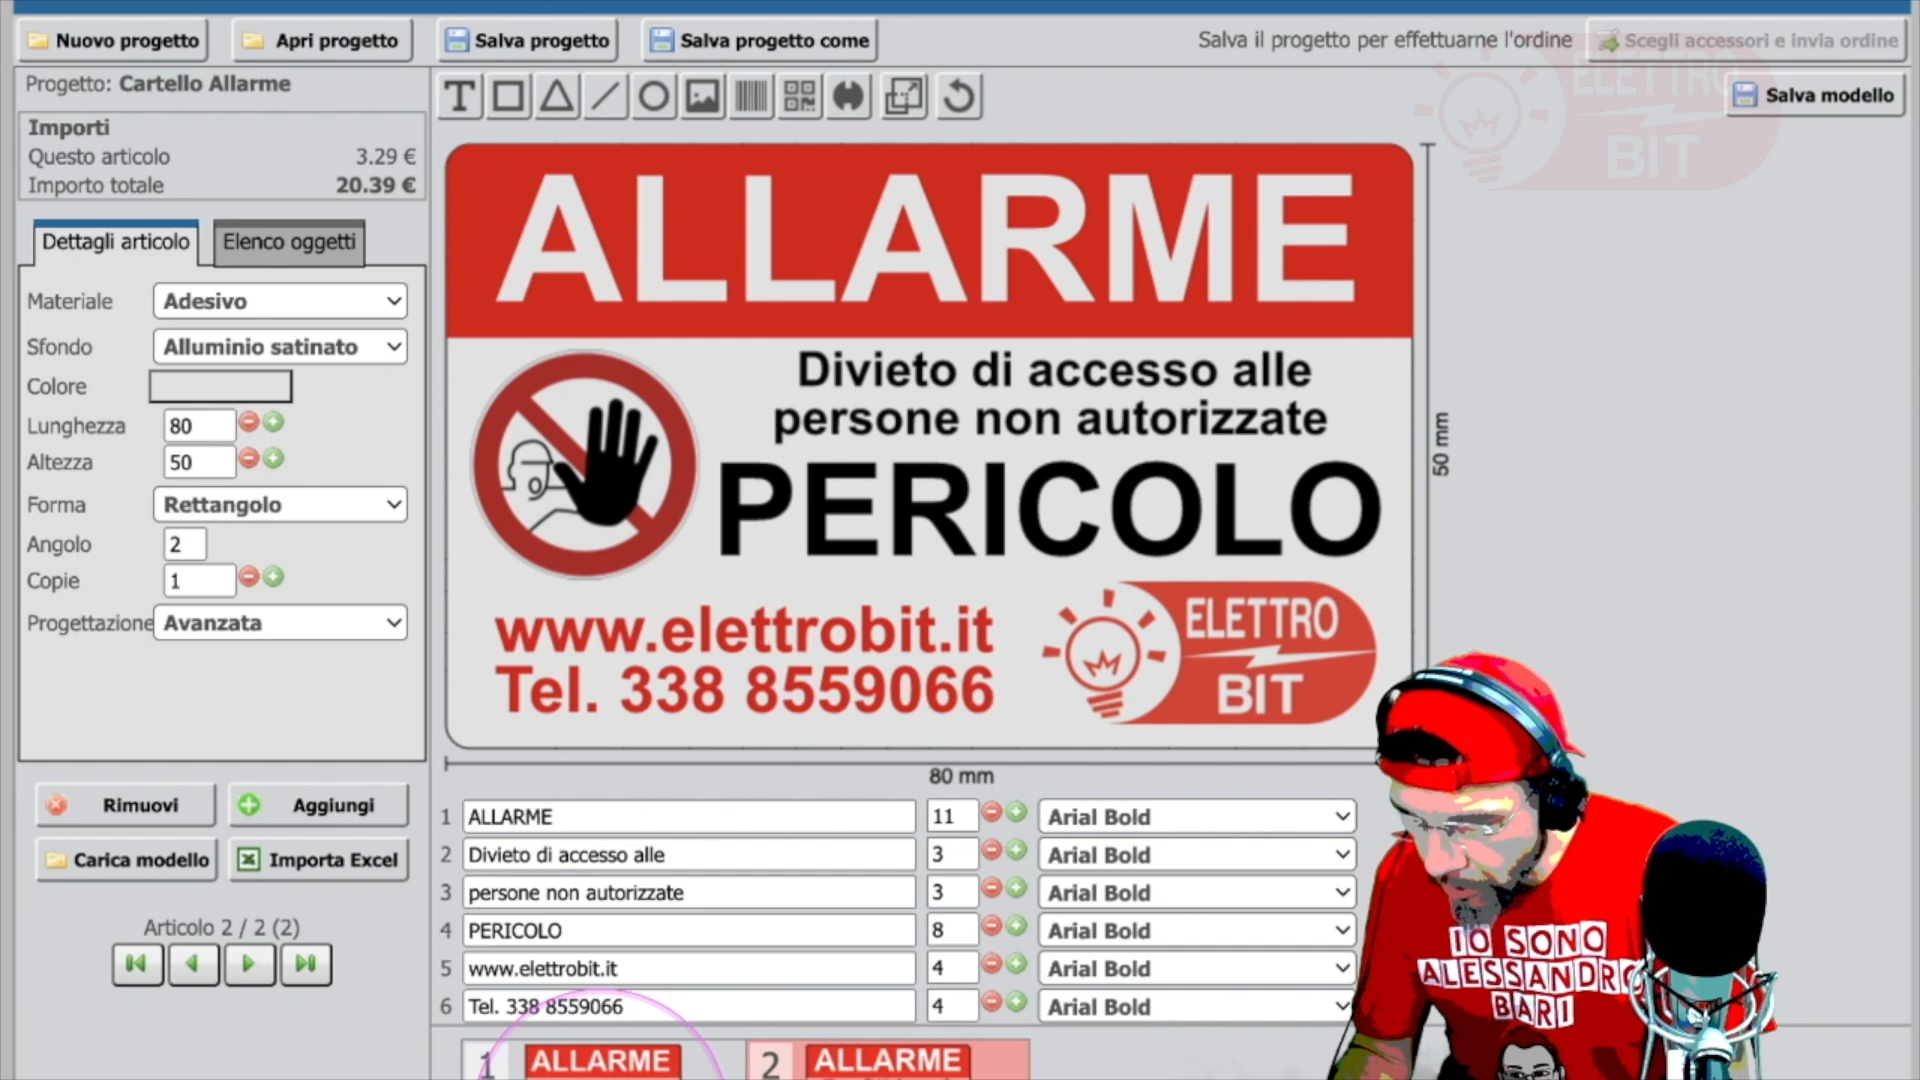 Nuovo progetto
Apri progetto
Salva progetto
Salva progetto come
Salva il progetto per effettuarne l'ordine
Scegli accessori e invia ordine
Progetto: Cartello Allarme
Salva modello
ELETTRO
BIT
Importi
Questo articolo 3.29 €
Importo totale 20.39 €
Dettagli articolo
Elenco oggetti
Materiale Adesivo
Sfondo Alluminio satinato
Colore
Lunghezza 80
Altezza 50
Forma Rettangolo
Angolo 2
Copie 1
Progettazione Avanzata
Rimuovi
Aggiungi
Carica modello
Importa Excel
Articolo 2 / 2 (2)
ALLARME
Divieto di accesso alle
persone non autorizzate
PERICOLO
www.elettrobit.it
Tel. 338 8559066
ELETTRO
BIT
50 mm
80 mm
1 ALLARME 11 Arial Bold
2 Divieto di accesso alle 3 Arial Bold
3 persone non autorizzate 3 Arial Bold
4 PERICOLO 8 Arial Bold
5 www.elettrobit.it 4 Arial Bold
6 Tel. 338 8559066 4 Arial Bold
1 ALLARME
2 ALLARME
IO SONO
ALESSANDRO
BARI